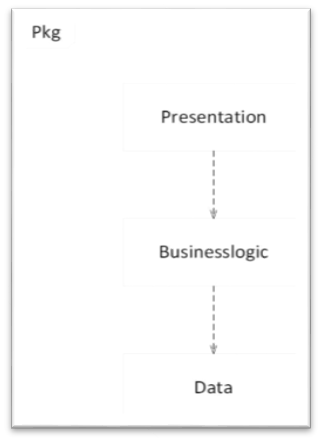 Pkg
Presentation
Businesslogic
Data